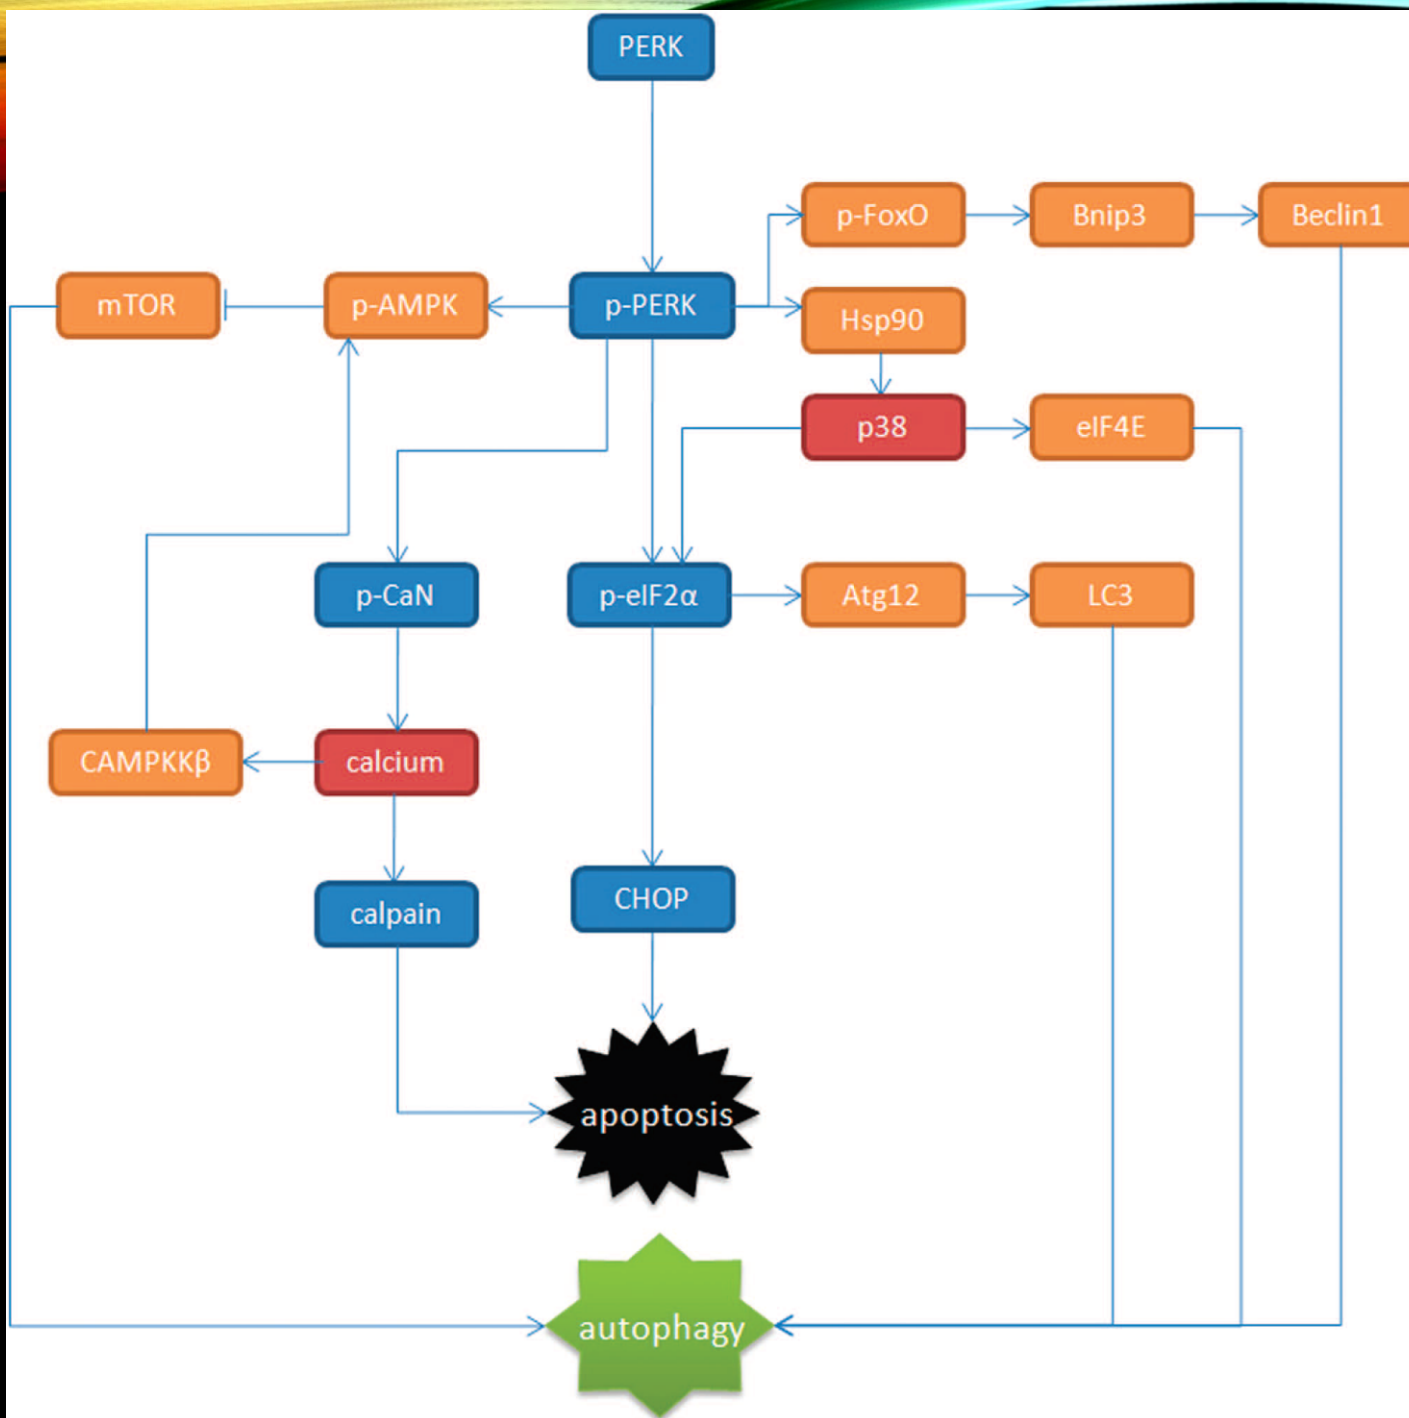 PERK
p-FoxO
Bnip3
Beclin1
mTOR
p-AMPK
p-PERK
Hsp90
p38
eIF4E
p-CaN
p-eIF2α
Atg12
LC3
CAMPKKβ
calcium
calpain
CHOP
apoptosis
autophagy